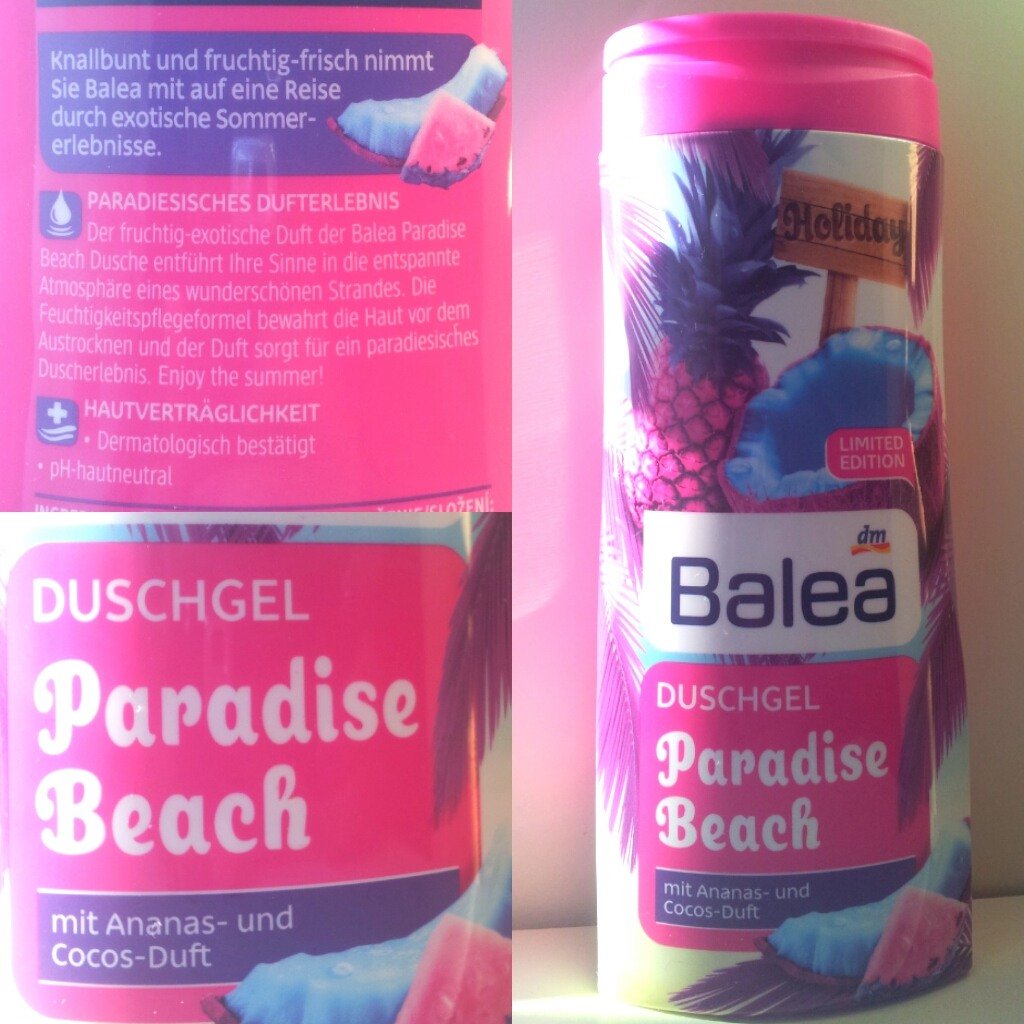 Knallbunt und fruchtig-frisch nimmt
Sie Balea mit auf eine Reise
durch exotische Sommer-
erlebnisse.
PARADIESISCHES DUFTERLEBNIS
Der fruchtig-exotische Duft der Balea Paradise
Beach Dusche entführt Ihre Sinne in die entspannte
Atmosphäre eines wunderschönen Strandes. Die
Feuchtigkeitspflegeformel bewahrt die Haut vor dem
Austrocknen und der Duft sorgt für ein paradiesisches
Duscherlebnis. Enjoy the summer!
HAUTVERTRÄGLICHKEIT
• Dermatologisch bestätigt
• pH-hautneutral
DUSCHGEL
Paradise
Beach
mit Ananas- und
Cocos-Duft
Holiday
LIMITED
EDITION
dm
Balea
DUSCHGEL
Paradise
Beach
mit Ananas- und
Cocos-Duft